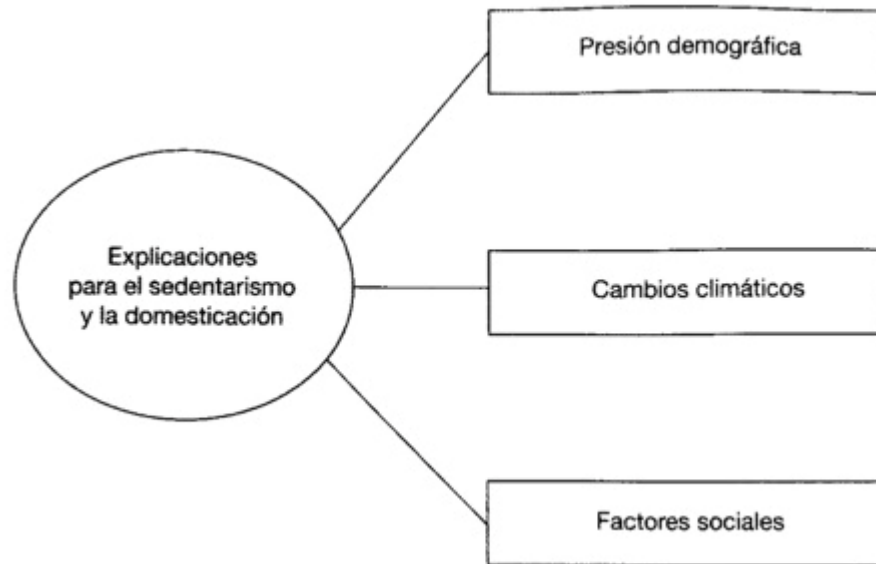 Presión demográfica
Explicaciones
para el sedentarismo
y la domesticación
Cambios climáticos
Factores sociales